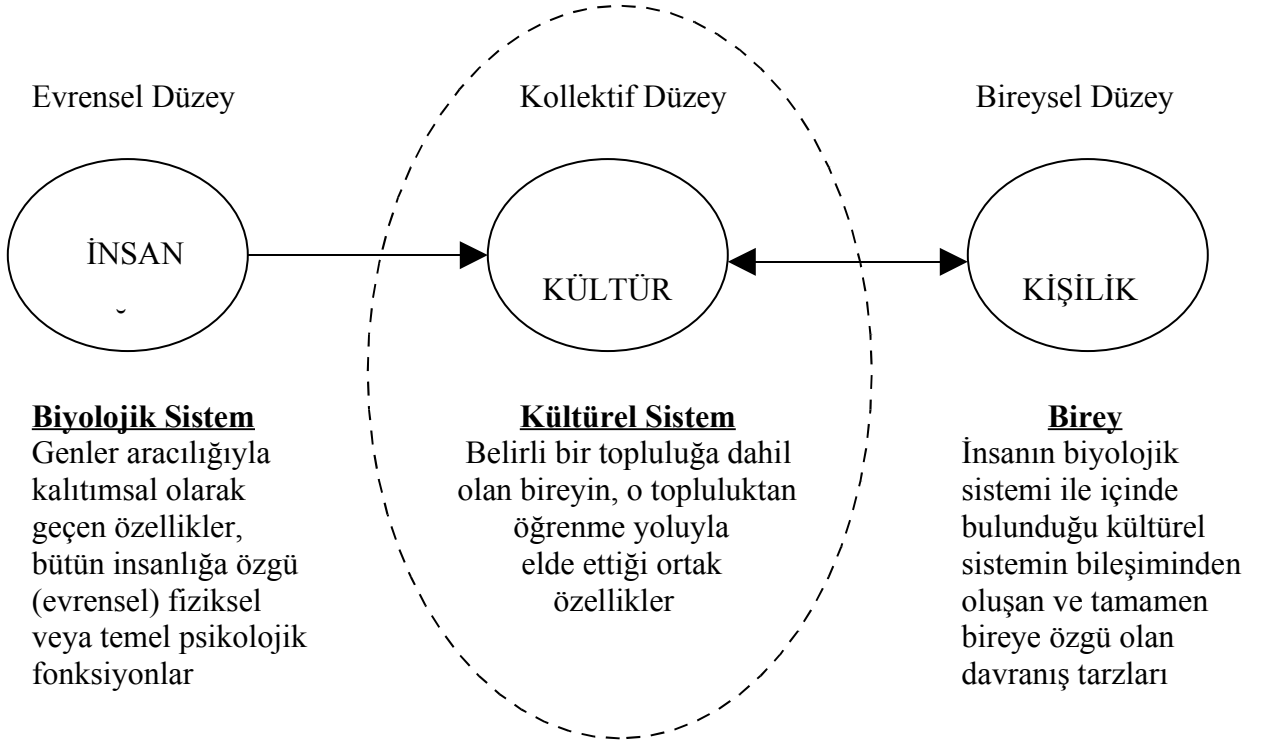 Evrensel Düzey
Kollektif Düzey
Bireysel Düzey
İNSAN
KÜLTÜR
KİŞİLİK
Biyolojik Sistem
Genler aracılığıyla
kalıtımsal olarak
geçen özellikler,
bütün insanlığa özgü
(evrensel) fiziksel
veya temel psikolojik
fonksiyonlar
Kültürel Sistem
Belirli bir topluluğa dahil
olan bireyin, o topluluktan
öğrenme yoluyla
elde ettiği ortak
özellikler
Birey
İnsanın biyolojik
sistemi ile içinde
bulunduğu kültürel
sistemin bileşiminden
oluşan ve tamamen
bireye özgü olan
davranış tarzları